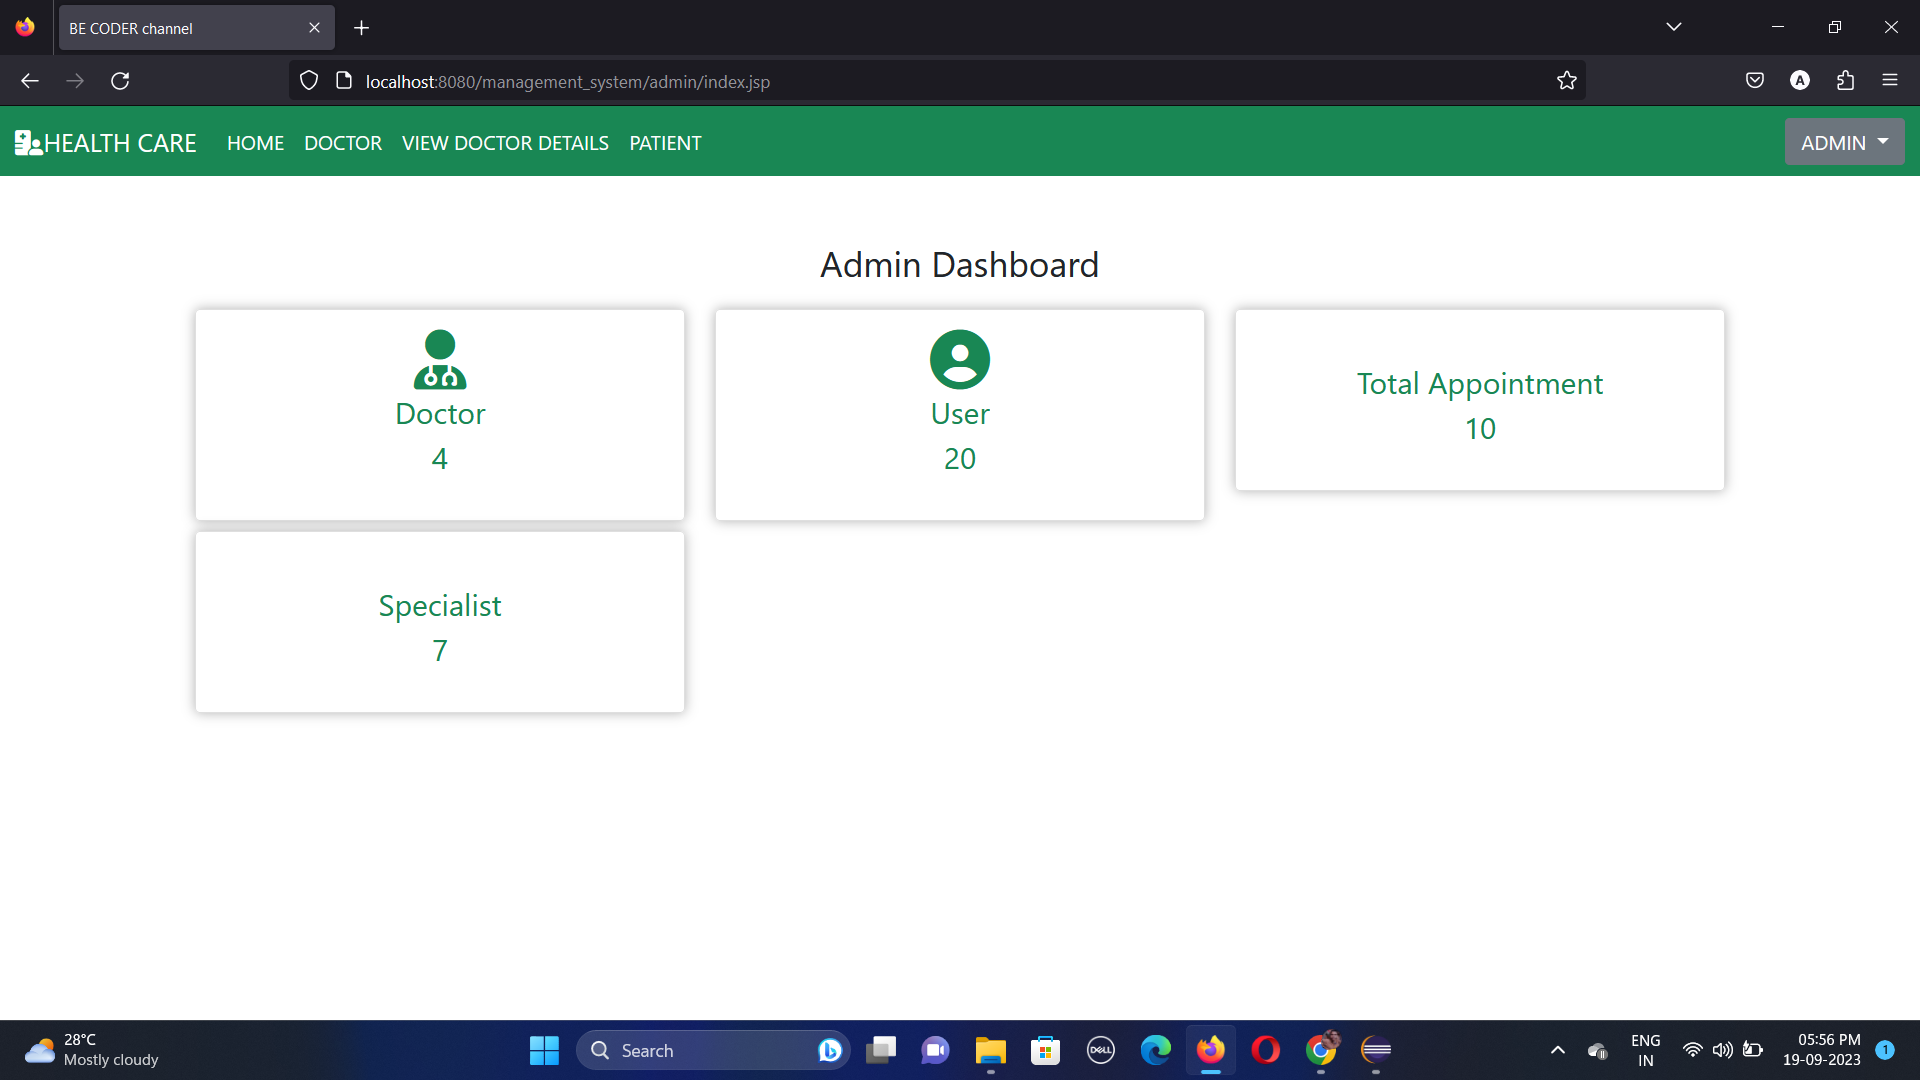 BE CODER channel
localhost:8080/management_system/admin/index.jsp
A
HEALTH CARE HOME DOCTOR VIEW DOCTOR DETAILS PATIENT ADMIN
Admin Dashboard
Doctor
4
User
20
Total Appointment
10
Specialist
7
28°C
Mostly cloudy
Search
DELL
ENG
IN
05:56 PM
19-09-2023
1